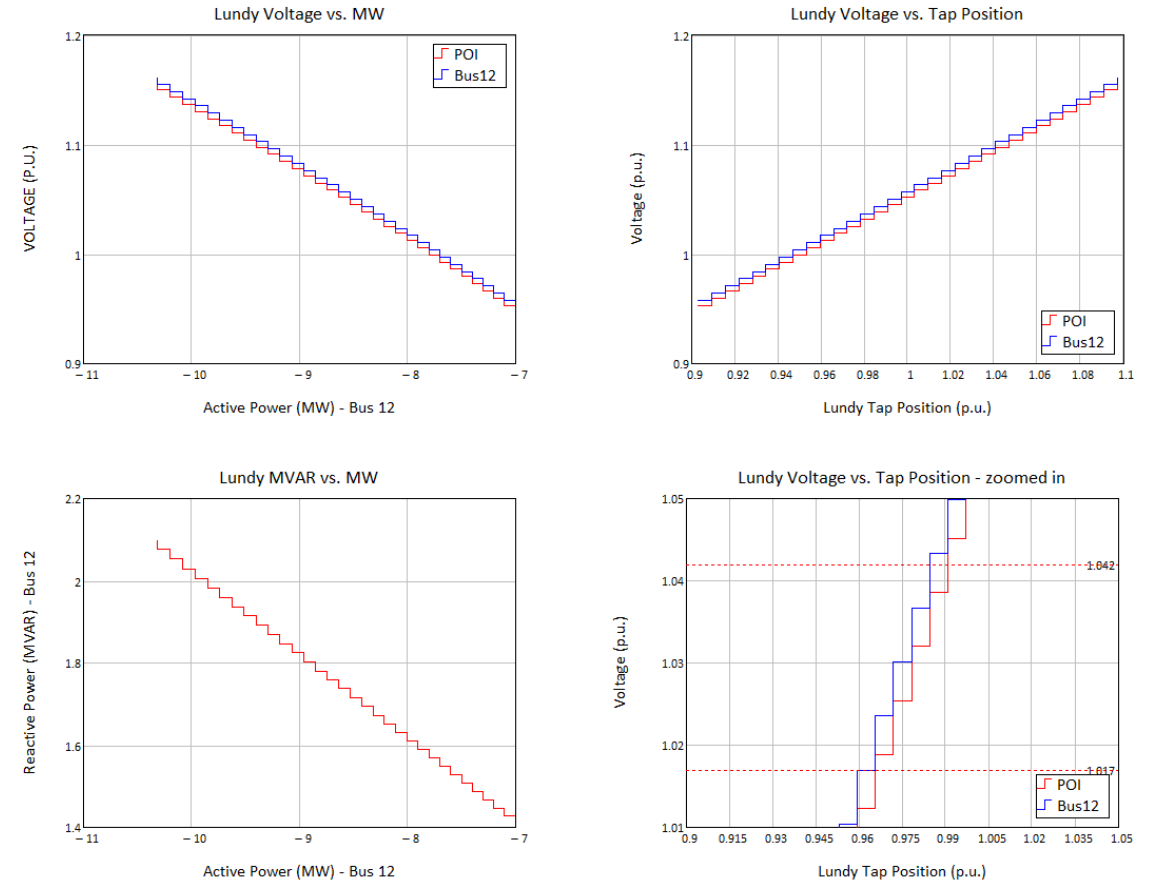 Lundy Voltage vs. MW
VOLTAGE (P.U.)
1.2
1.1
1
0.9
POI
Bus12
−11
−10
−9
−8
−7
Active Power (MW) - Bus 12
Lundy Voltage vs. Tap Position
Voltage (p.u.)
1.2
1.1
1
0.9
POI
Bus12
0.9
0.92
0.94
0.96
0.98
1
1.02
1.04
1.06
1.08
1.1
Lundy Tap Position (p.u.)
Lundy MVAR vs. MW
Reactive Power (MVAR) - Bus 12
2.2
2
1.8
1.6
1.4
−11
−10
−9
−8
−7
Active Power (MW) - Bus 12
Lundy Voltage vs. Tap Position - zoomed in
Voltage (p.u.)
1.05
1.04
1.03
1.02
1.01
1.042
1.017
POI
Bus12
0.9
0.915
0.93
0.945
0.96
0.975
0.99
1.005
1.02
1.035
1.05
Lundy Tap Position (p.u.)